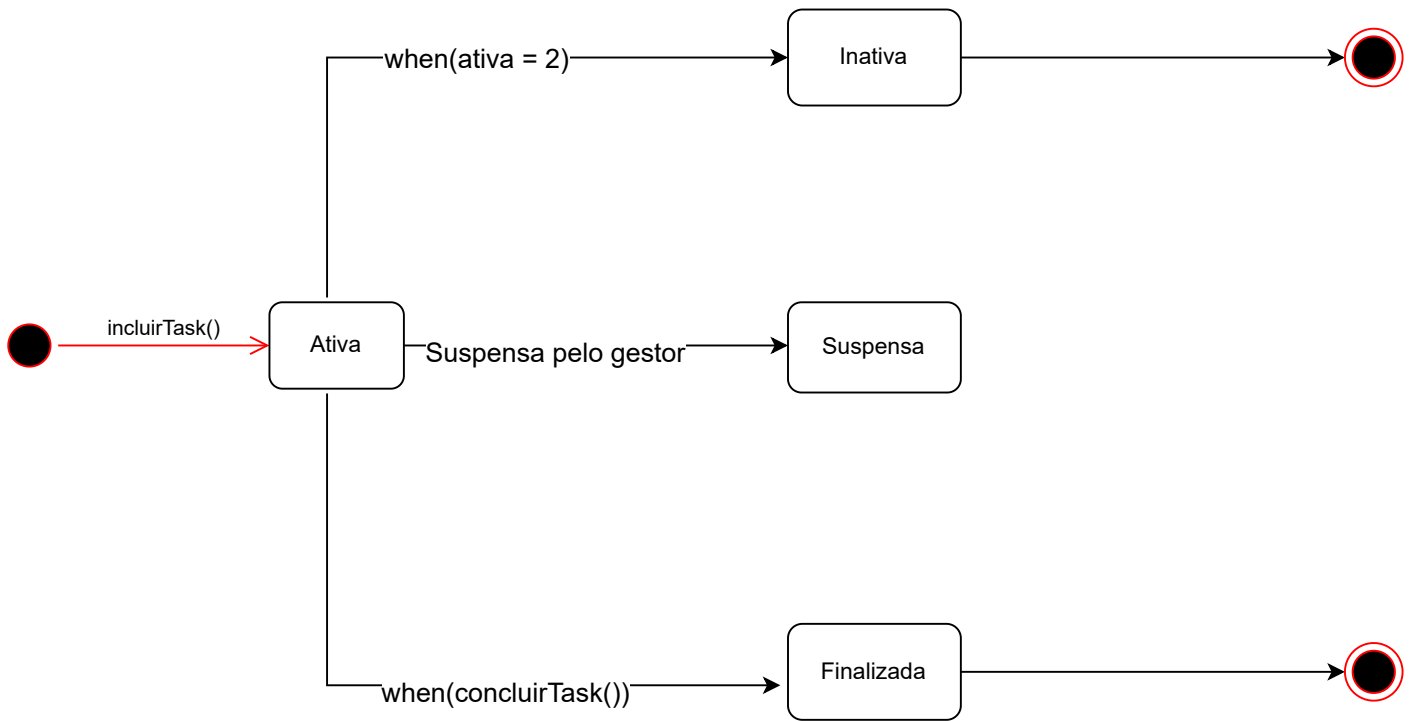 when(ativa = 2)
Inativa
incluirTask()
Ativa
Suspensa pelo gestor
Suspensa
when(concluirTask())
Finalizada